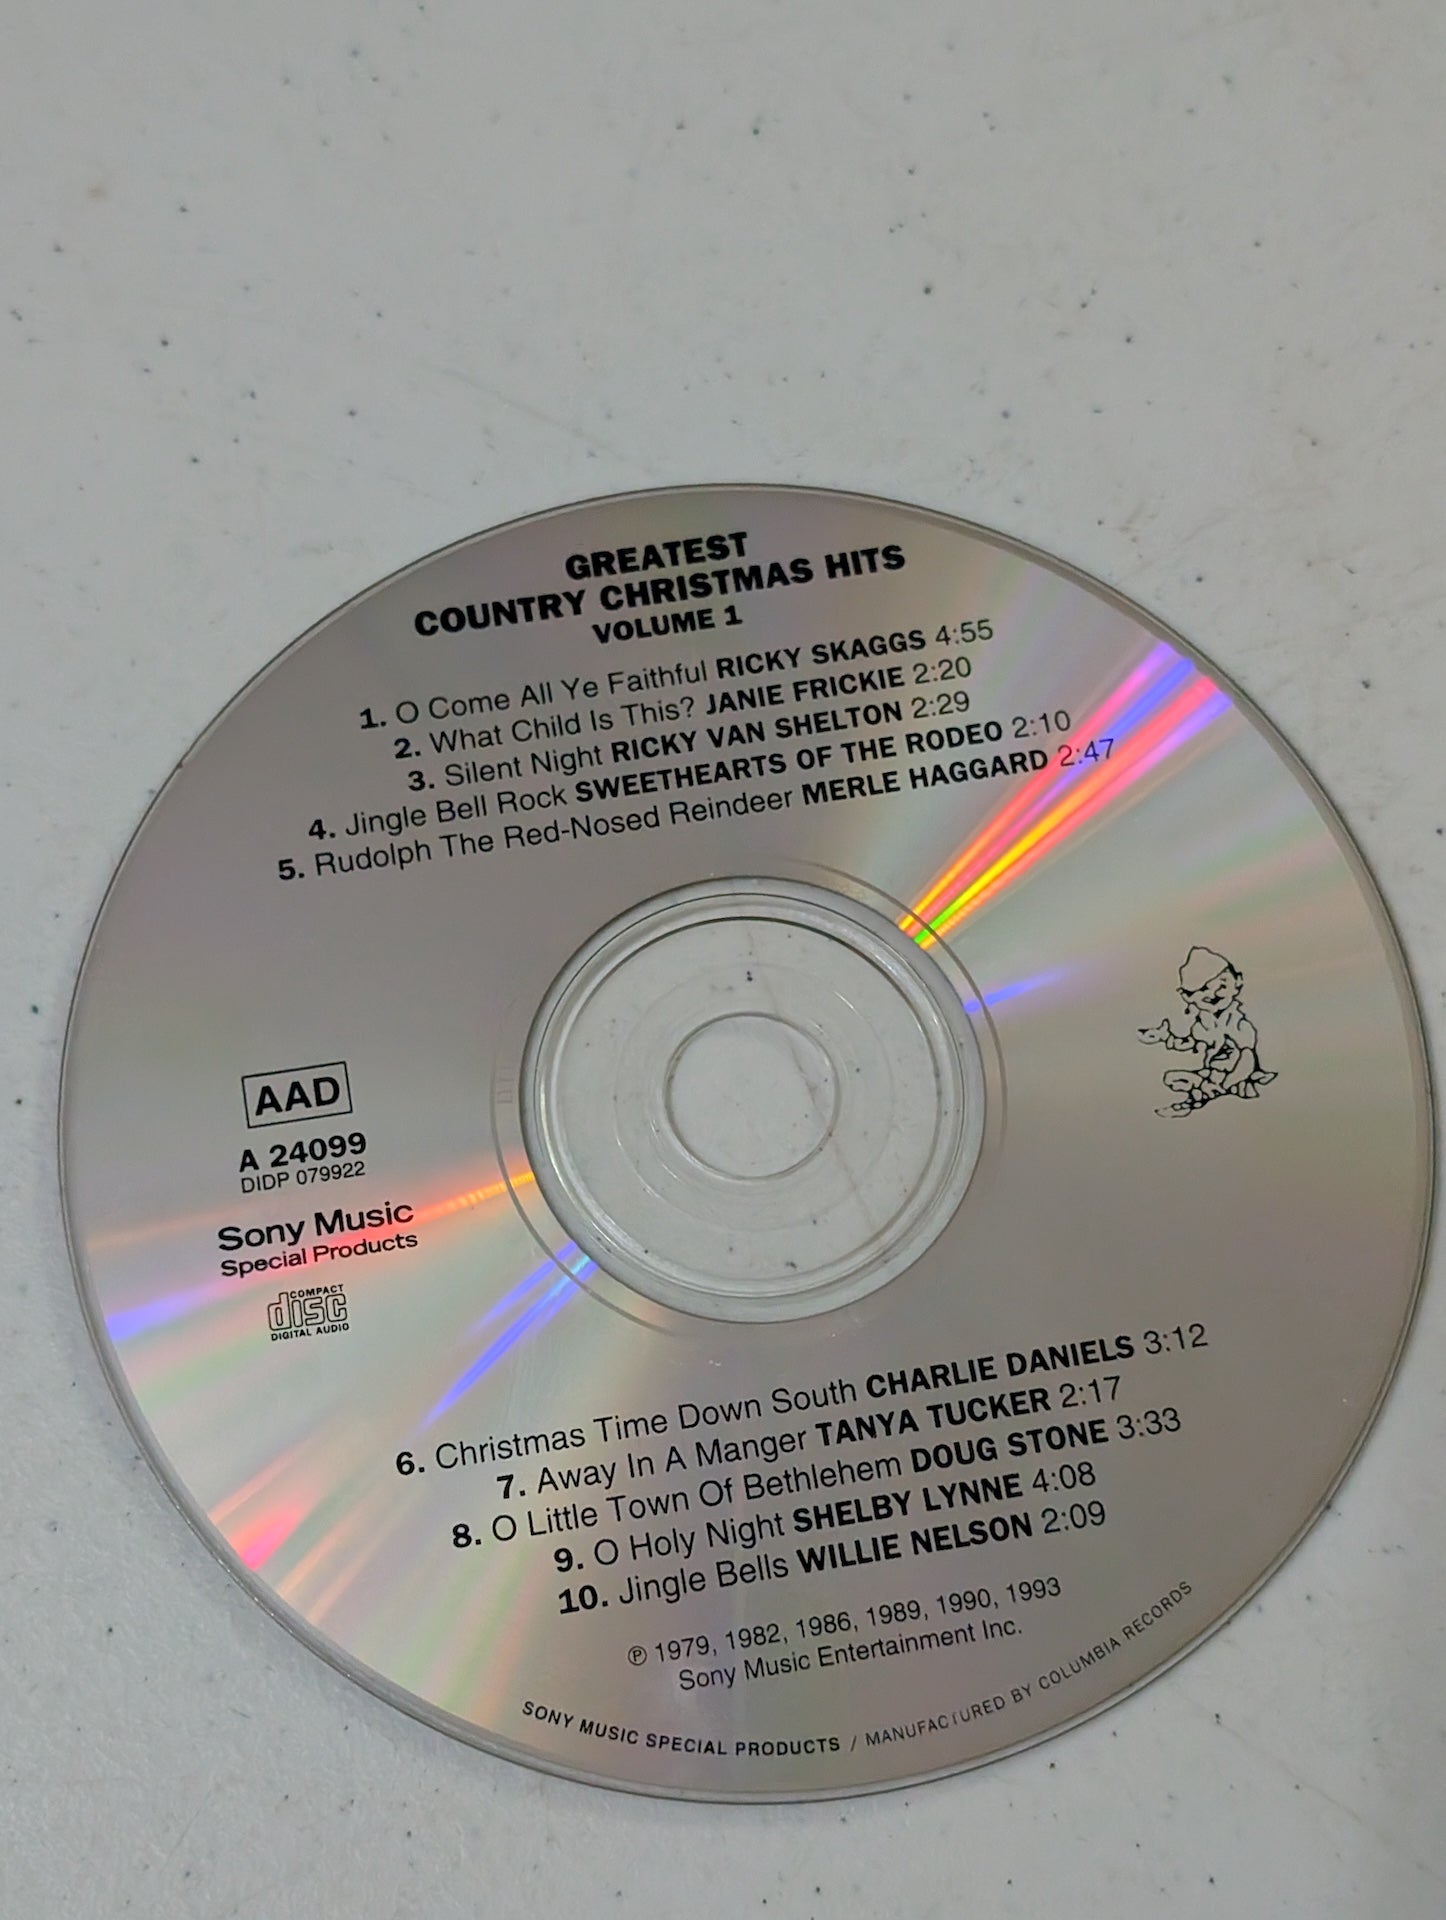 GREATEST
COUNTRY CHRISTMAS HITS
VOLUME 1
1. O Come All Ye Faithful RICKY SKAGGS 4:55
2. What Child Is This? JANIE FRICKIE 2:20
3. Silent Night RICKY VAN SHELTON 2:29
4. Jingle Bell Rock SWEETHEARTS OF THE RODEO 2:10
5. Rudolph The Red-Nosed Reindeer MERLE HAGGARD 2:47
AAD
A 24099
DIDP 079922
Sony Music
Special Products
COMPACT
disc
DIGITAL AUDIO
6. Christmas Time Down South CHARLIE DANIELS 3:12
7. Away In A Manger TANYA TUCKER 2:17
8. O Little Town Of Bethlehem DOUG STONE 3:33
9. O Holy Night SHELBY LYNNE 4:08
10. Jingle Bells WILLIE NELSON 2:09
℗ 1979, 1982, 1986, 1989, 1990, 1993
Sony Music Entertainment Inc.
SONY MUSIC SPECIAL PRODUCTS / MANUFACTURED BY COLUMBIA RECORDS